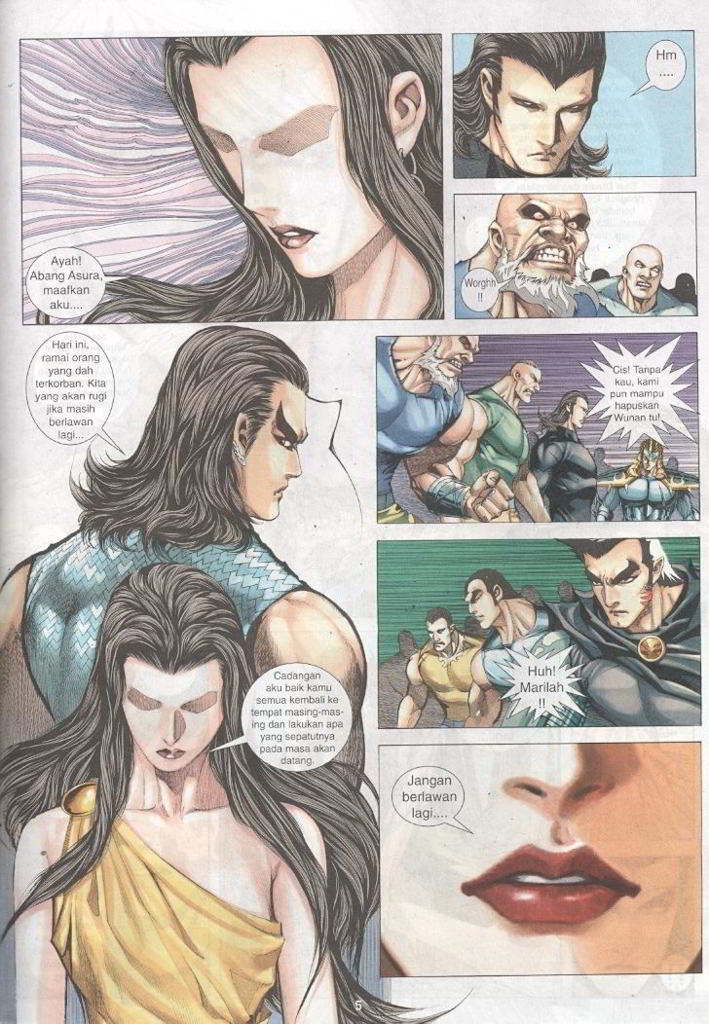 Ayah!
Abang Asura,
maafkan
aku....
Hm
....
Worghh
!!
Hari ini,
ramai orang
yang dah
terkorban. Kita
yang akan rugi
jika masih
berlawan
lagi...
Cis! Tanpa
kau, kami
pun mampu
hapuskan
Wunan tu!
Cadangan
aku baik kamu
semua kembali ke
tempat masing-mas-
ing dan lakukan apa
yang sepatutnya
pada masa akan
datang.
Huh!
Marilah
!!
Jangan
berlawan
lagi....
5